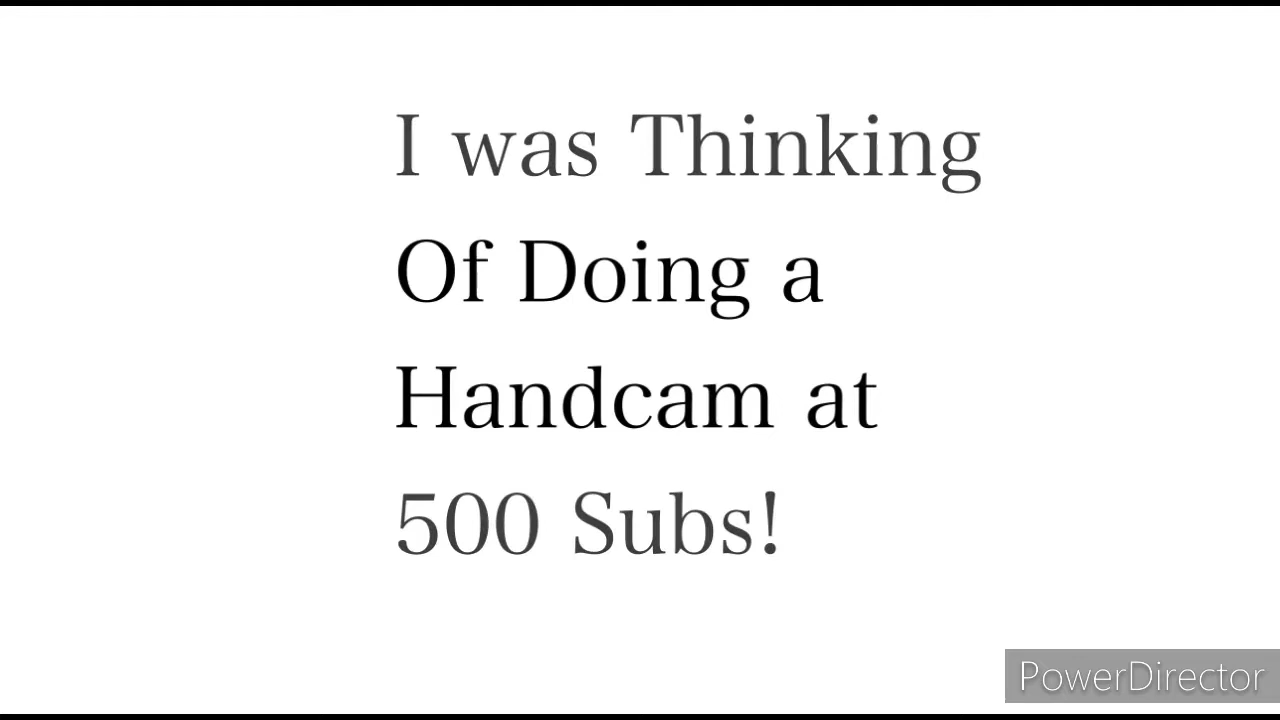 I was Thinking
Of Doing a
Handcam at
500 Subs!
PowerDirector